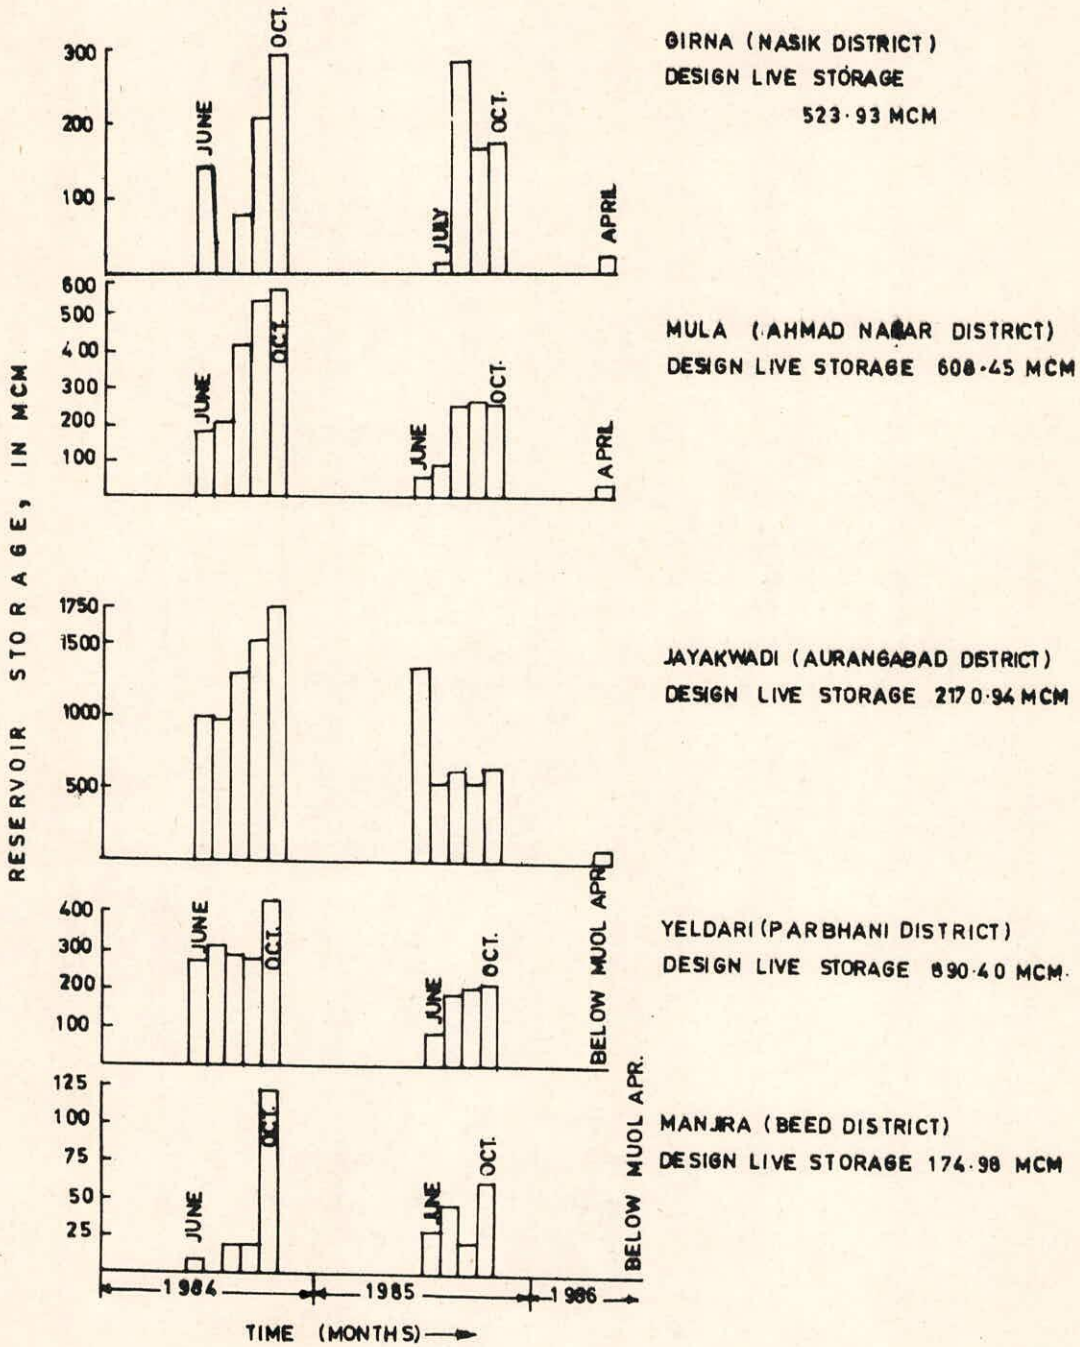 RESERVOIR STORAGE, IN MCM
300
200
100
JUNE
OCT.
JULY
OCT.
APRIL
GIRNA (NASIK DISTRICT)
DESIGN LIVE STORAGE
523.93 MCM
600
500
400
300
200
100
JUNE
OCT.
JUNE
OCT.
APRIL
MULA (AHMAD NAGAR DISTRICT)
DESIGN LIVE STORAGE 608.45 MCM
1750
1500
1000
500
JAYAKWADI (AURANGABAD DISTRICT)
DESIGN LIVE STORAGE 2170.94 MCM
400
300
200
100
JUNE
OCT.
JUNE
OCT.
BELOW MUOL APR
YELDARI (PARBHANI DISTRICT)
DESIGN LIVE STORAGE 890.40 MCM.
125
100
75
50
25
JUNE
OCT.
JUNE
OCT.
BELOW MUOL APR.
MANJRA (BEED DISTRICT)
DESIGN LIVE STORAGE 174.98 MCM
1984
1985
1986
TIME (MONTHS)